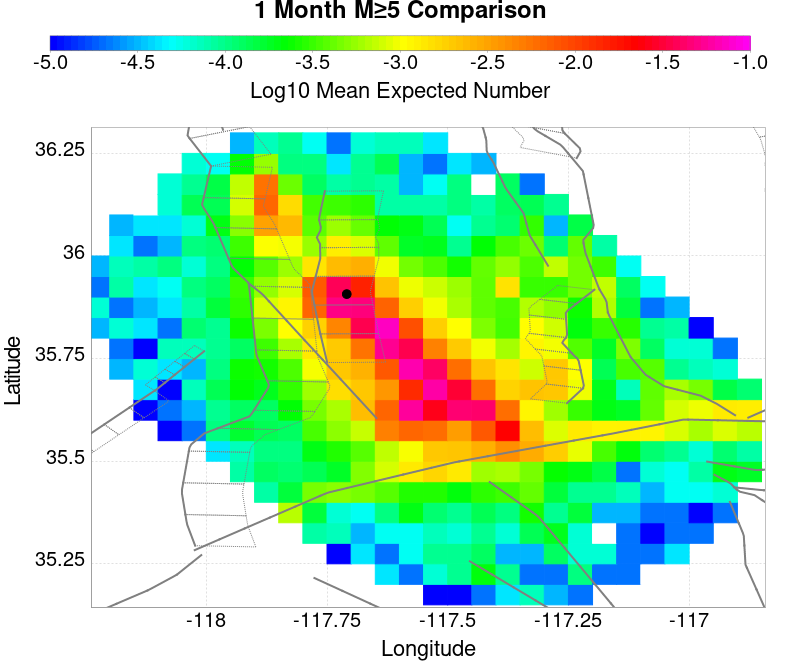 1 Month M≥5 Comparison
-5.0 -4.5 -4.0 -3.5 -3.0 -2.5 -2.0 -1.5 -1.0
Log10 Mean Expected Number
36.25
36
35.75
35.5
35.25
Latitude
-118 -117.75 -117.5 -117.25 -117
Longitude